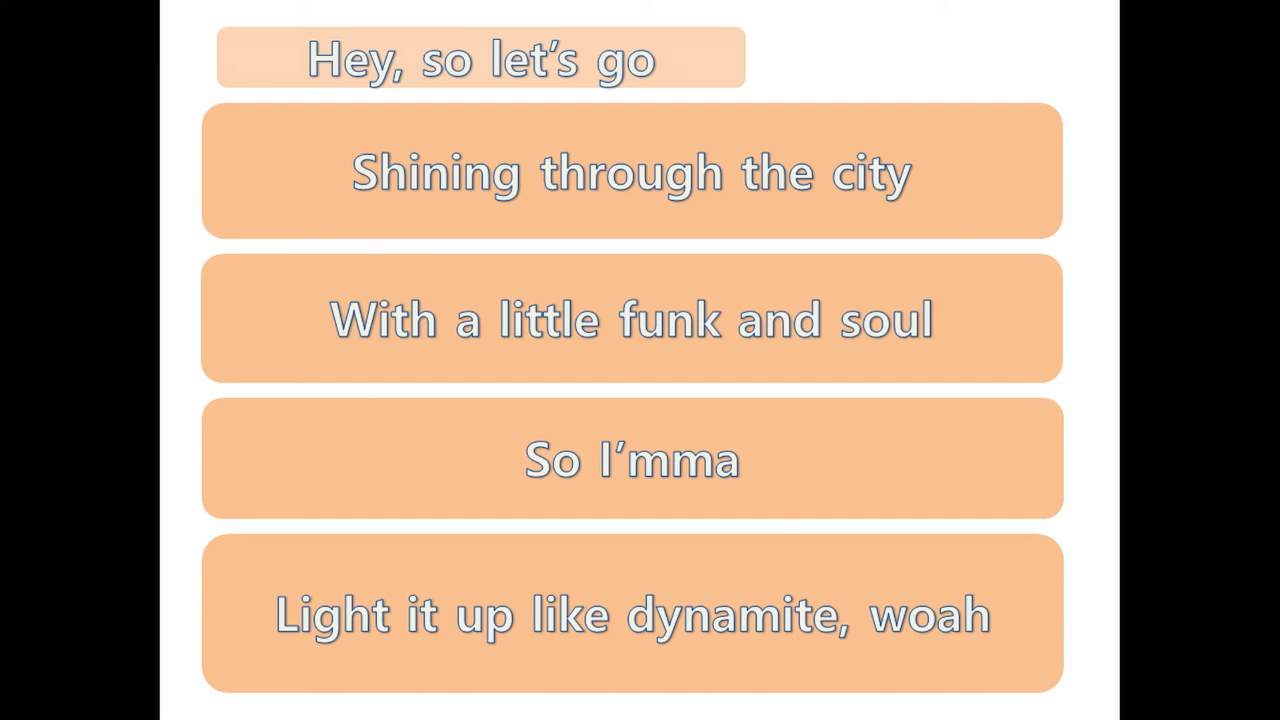 Hey, so let’s go
Shining through the city
With a little funk and soul
So I’mma
Light it up like dynamite, woah